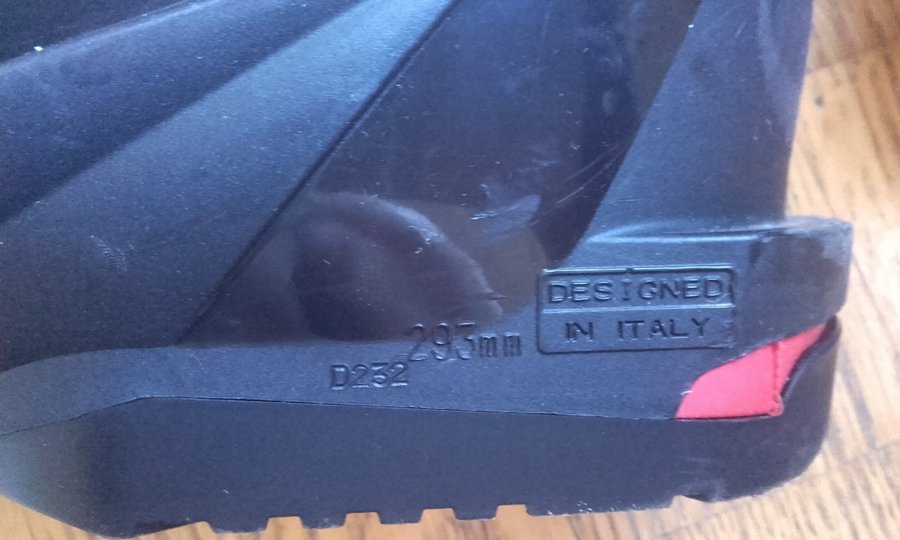 DESIGNED
IN ITALY
293mm
D232